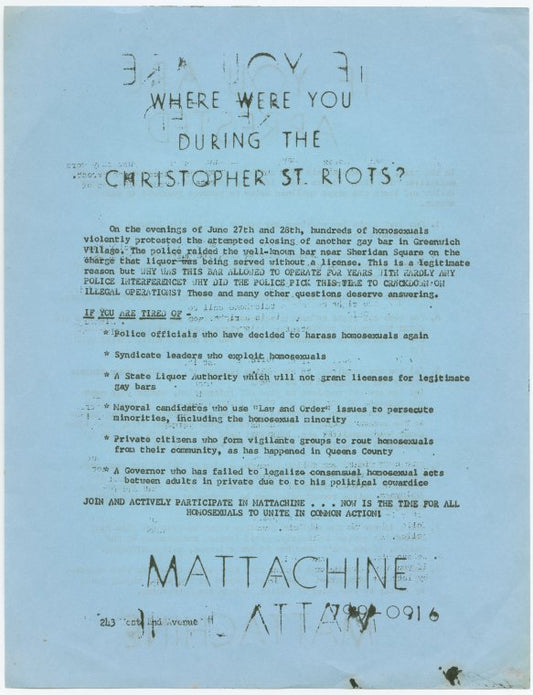 WHERE WERE YOU
DURING THE
CHRISTOPHER ST. RIOTS?
On the evenings of June 27th and 28th, hundreds of homosexuals
violently protested the attempted closing of another gay bar in Greenwich
Village. The police raided the well-known bar near Sheridan Square on the
charge that liquor was being served without a license. This is a legitimate
reason but WHY WAS THIS BAR ALLOWED TO OPERATE FOR YEARS WITH HARDLY ANY
POLICE INTERFERENCE? WHY DID THE POLICE PICK THIS TIME TO CRACKDOWN ON
ILLEGAL OPERATIONS? These and many other questions deserve answering.
IF YOU ARE TIRED OF -
* Police officials who have decided to harass homosexuals again
* Syndicate leaders who exploit homosexuals
* A State Liquor Authority which will not grant licenses for legitimate
gay bars
* Mayoral candidates who use "Law and Order" issues to persecute
minorities, including the homosexual minority
* Private citizens who form vigilante groups to rout homosexuals
from their community, as has happened in Queens County
* A Governor who has failed to legalize consensual homosexual acts
between adults in private due to to his political cowardice
JOIN AND ACTIVELY PARTICIPATE IN MATTACHINE . . . NOW IS THE TIME FOR ALL
HOMOSEXUALS TO UNITE IN COMMON ACTION!
MATTACHINE
243 West End Avenue 799-0916